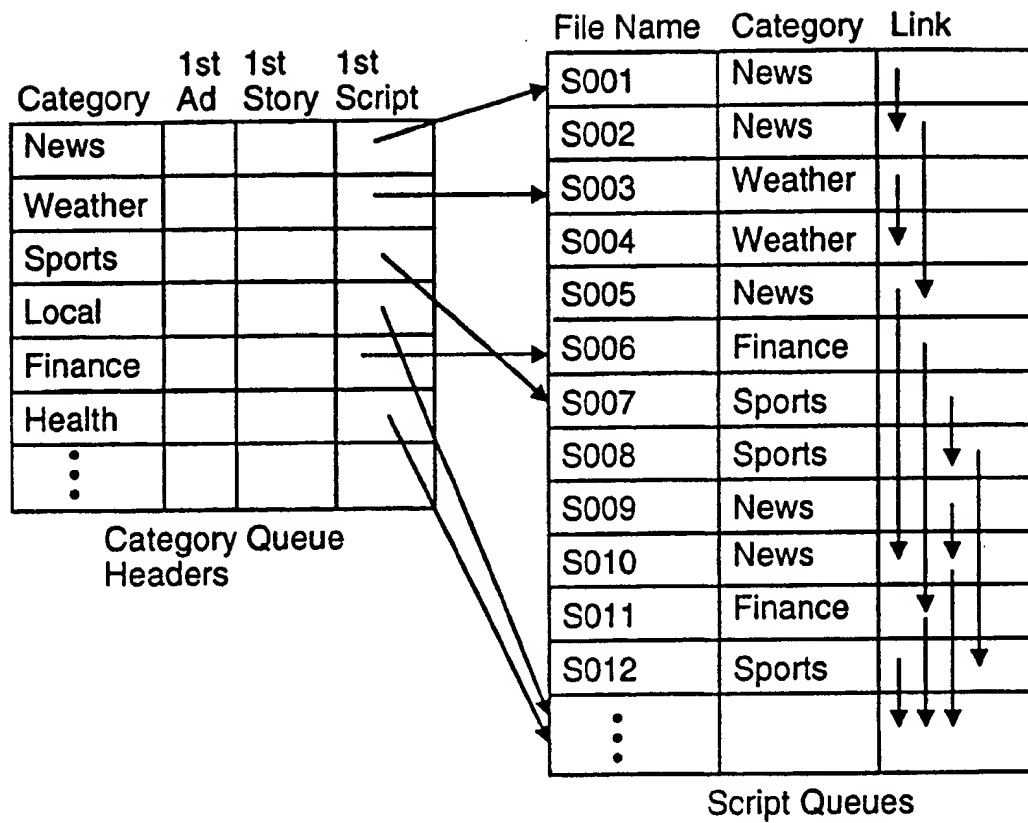 1st 1st 1st
Category Ad Story Script
News
Weather
Sports
Local
Finance
Health
Category Queue
Headers
File Name Category Link
S001 News
S002 News
S003 Weather
S004 Weather
S005 News
S006 Finance
S007 Sports
S008 Sports
S009 News
S010 News
S011 Finance
S012 Sports
Script Queues